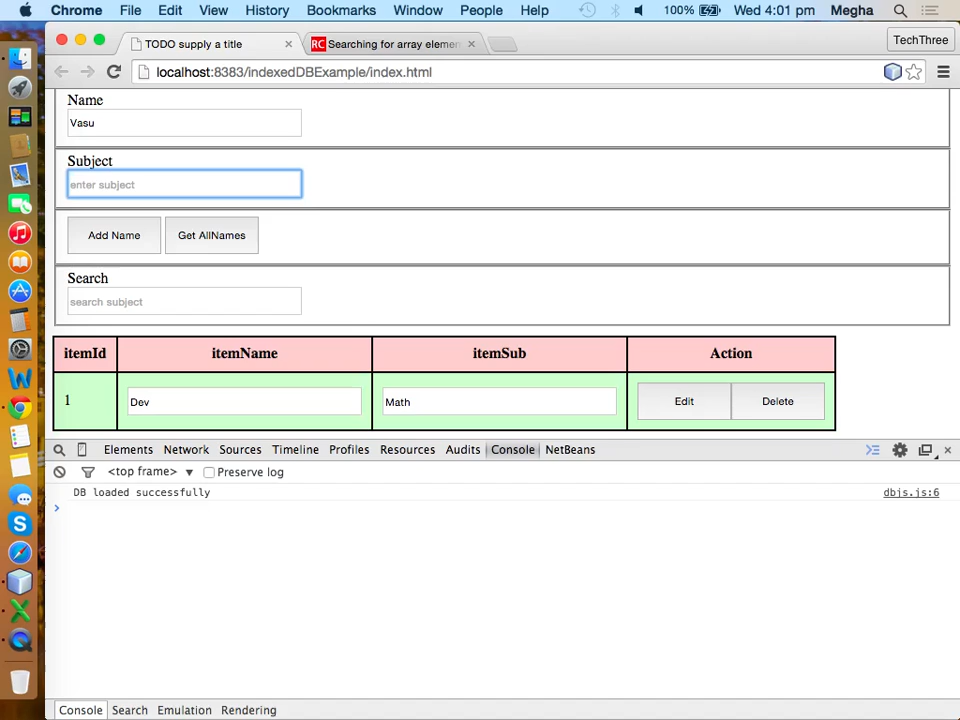 Chrome File Edit View History Bookmarks Window People Help 100% Wed 4:01 pm Megha
TODO supply a title × RC Searching for array elemen × TechThree
localhost:8383/indexedDBExample/index.html
Name
Vasu
Subject
enter subject
Add Name Get AllNames
Search
search subject
itemId itemName itemSub Action
1 Dev Math Edit Delete
Elements Network Sources Timeline Profiles Resources Audits Console NetBeans
<top frame> ▼ Preserve log
DB loaded successfully dbjs.js:6
>
Console Search Emulation Rendering